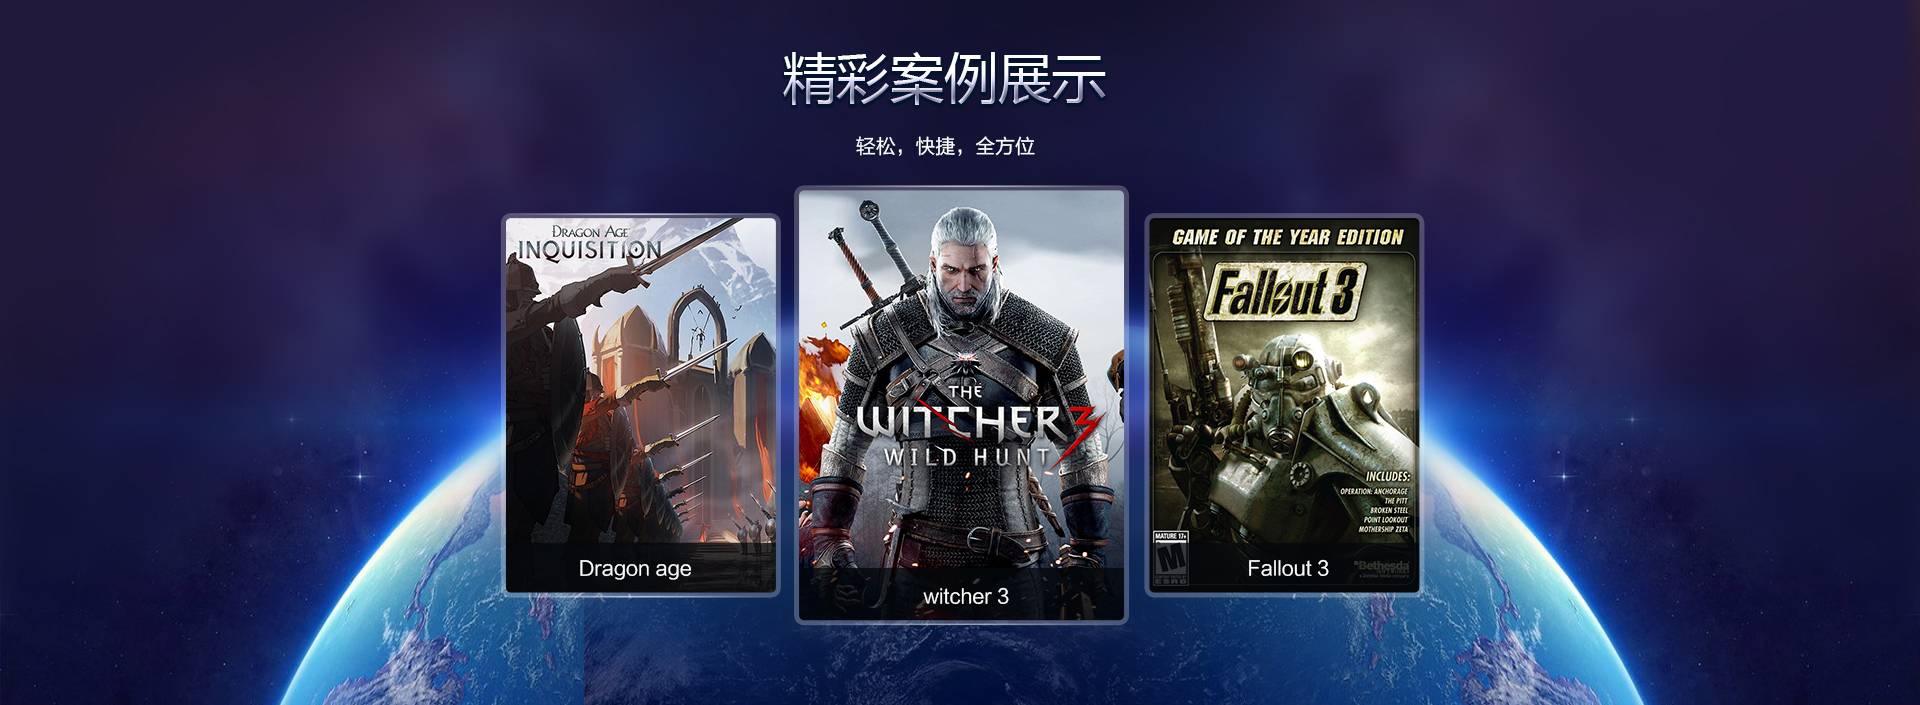 精彩案例展示
轻松，快捷，全方位
DRAGON AGE
INQUISITION
Dragon age
THE
WITCHER 3
WILD HUNT
witcher 3
GAME OF THE YEAR EDITION
Fallout 3
INCLUDES:
OPERATION: ANCHORAGE
THE PITT
BROKEN STEEL
POINT LOOKOUT
MOTHERSHIP ZETA
MATURE 17+
M
ESRB
Bethesda
Fallout 3